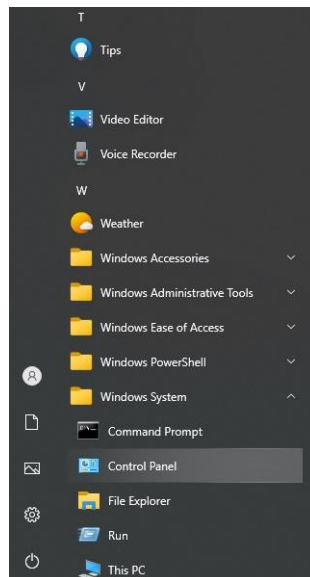 T
Tips
V
Video Editor
Voice Recorder
W
Weather
Windows Accessories
Windows Administrative Tools
Windows Ease of Access
Windows PowerShell
Windows System
Command Prompt
Control Panel
File Explorer
Run
This PC